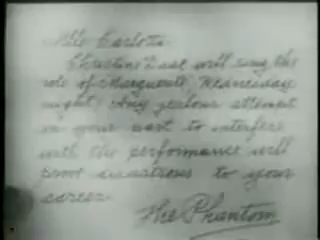 Mlle Carlotta
Christine Daae will sing the
role of Marguerite, Wednesday
night. Any jealous attempt
on your part to interfere
with the performance will
prove disastrous to your
career.
The Phantom